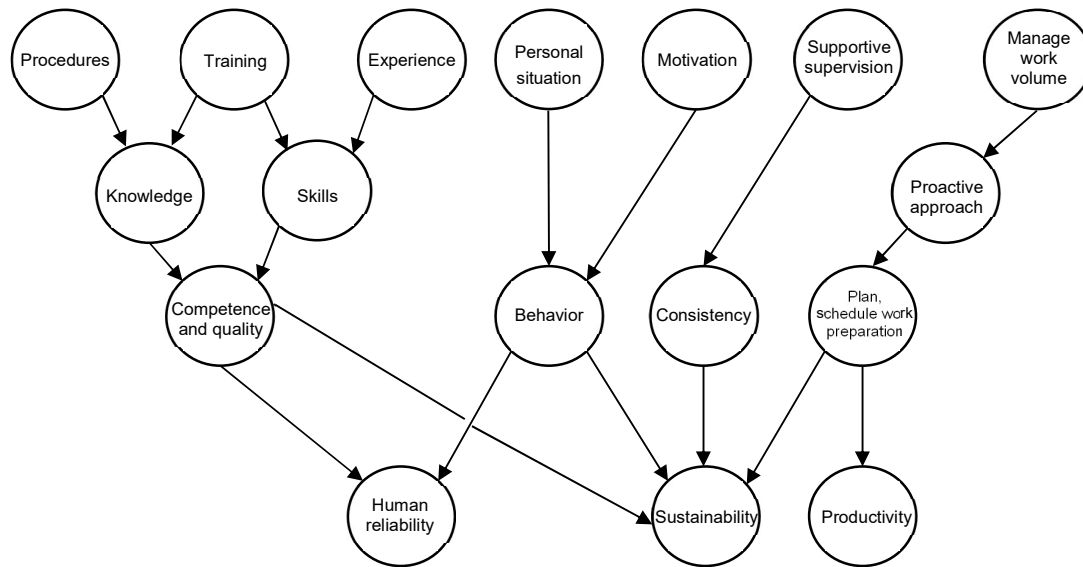 Procedures
Training
Experience
Personal
situation
Motivation
Supportive
supervision
Manage
work
volume
Knowledge
Skills
Proactive
approach
Competence
and quality
Behavior
Consistency
Plan,
schedule work
preparation
Human
reliability
Sustainability
Productivity